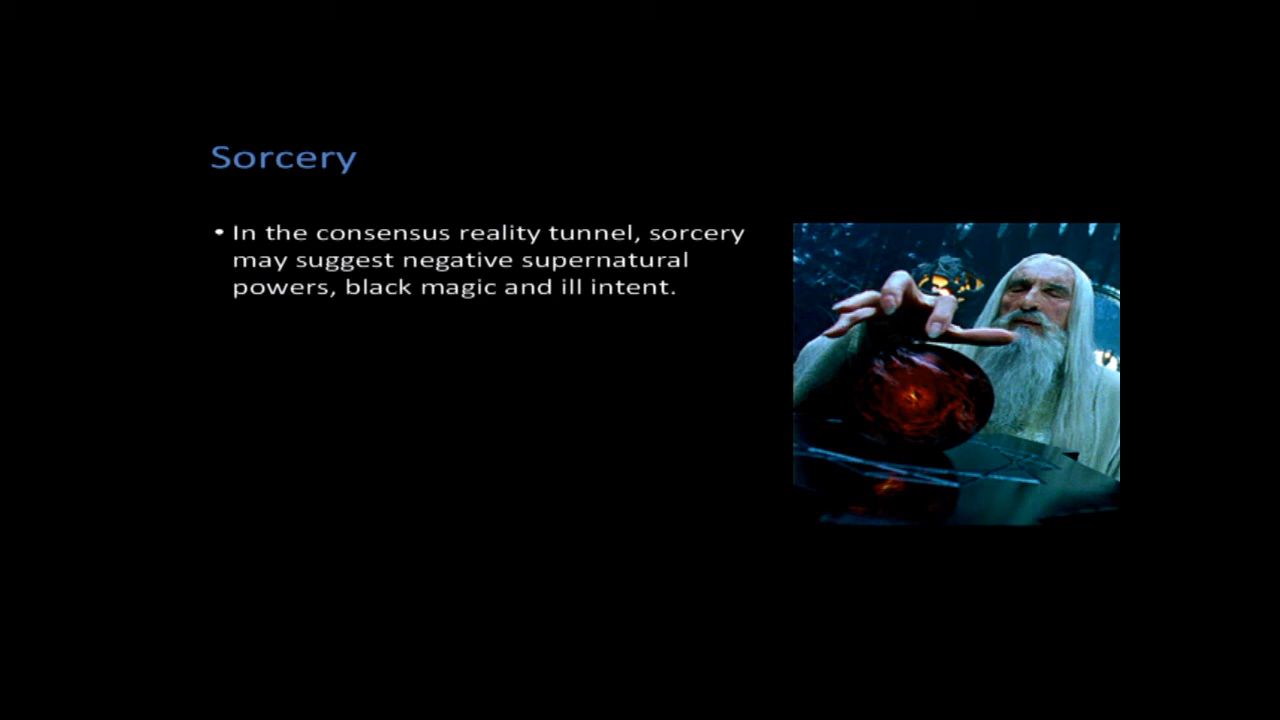 Sorcery
• In the consensus reality tunnel, sorcery
may suggest negative supernatural
powers, black magic and ill intent.